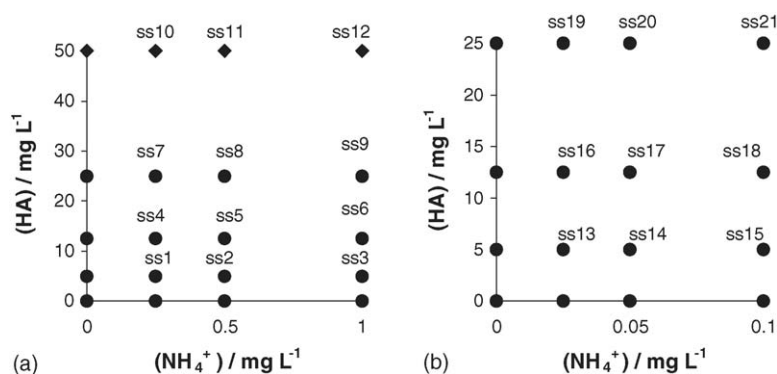 ss10 ss11 ss12
50
40
30
ss7 ss8 ss9
20
ss4 ss5 ss6
10
ss1 ss2 ss3
0
0 0.5 1
(HA) / mg L⁻¹
(a) (NH₄⁺) / mg L⁻¹
ss19 ss20 ss21
25
20
15
ss16 ss17 ss18
10
ss13 ss14 ss15
5
0
0 0.05 0.1
(HA) / mg L⁻¹
(b) (NH₄⁺) / mg L⁻¹